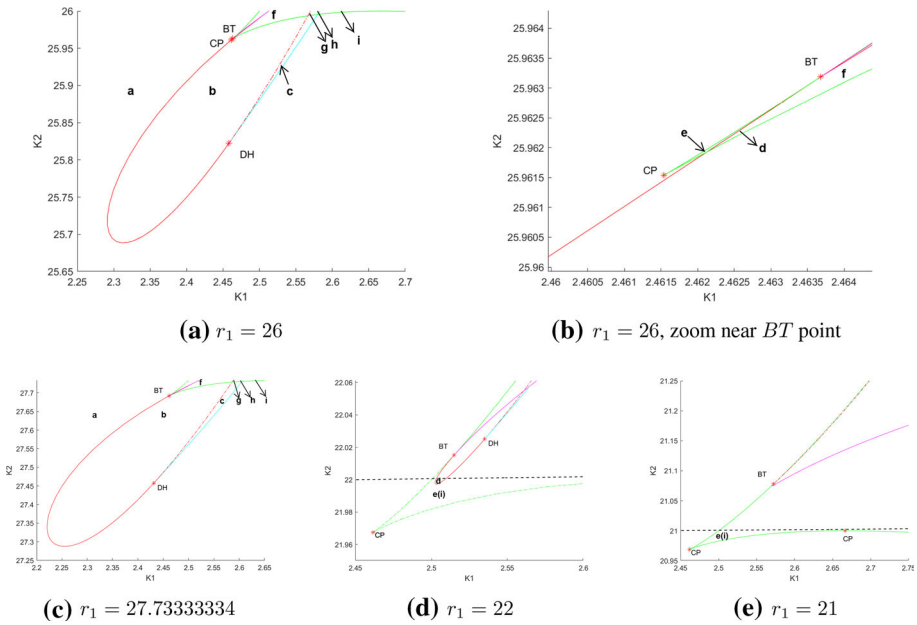 26
25.95
25.9
25.85
25.8
25.75
25.7
25.65
K2
BT
CP
f
a
b
c
g
h
i
DH
2.25 2.3 2.35 2.4 2.45 2.5 2.55 2.6 2.65 2.7
K1
(a) r₁ = 26
25.964
25.9635
25.963
25.9625
25.962
25.9615
25.961
25.9605
25.96
K2
BT
f
e
d
CP
2.46 2.4605 2.461 2.4615 2.462 2.4625 2.463 2.4635 2.464
K1
(b) r₁ = 26, zoom near BT point
27.7
27.65
27.6
27.55
27.5
27.45
27.4
27.35
27.3
27.25
K2
BT
f
a
b
c
g
h
i
DH
2.2 2.25 2.3 2.35 2.4 2.45 2.5 2.55 2.6 2.65
K1
(c) r₁ = 27.73333334
22.06
22.04
22.02
22
21.98
21.96
K2
BT
DH
d
e(i)
CP
2.45 2.5 2.55 2.6
K1
(d) r₁ = 22
21.25
21.2
21.15
21.1
21.05
21
20.95
K2
BT
e(i)
CP
CP
2.45 2.5 2.55 2.6 2.65 2.7 2.75
K1
(e) r₁ = 21